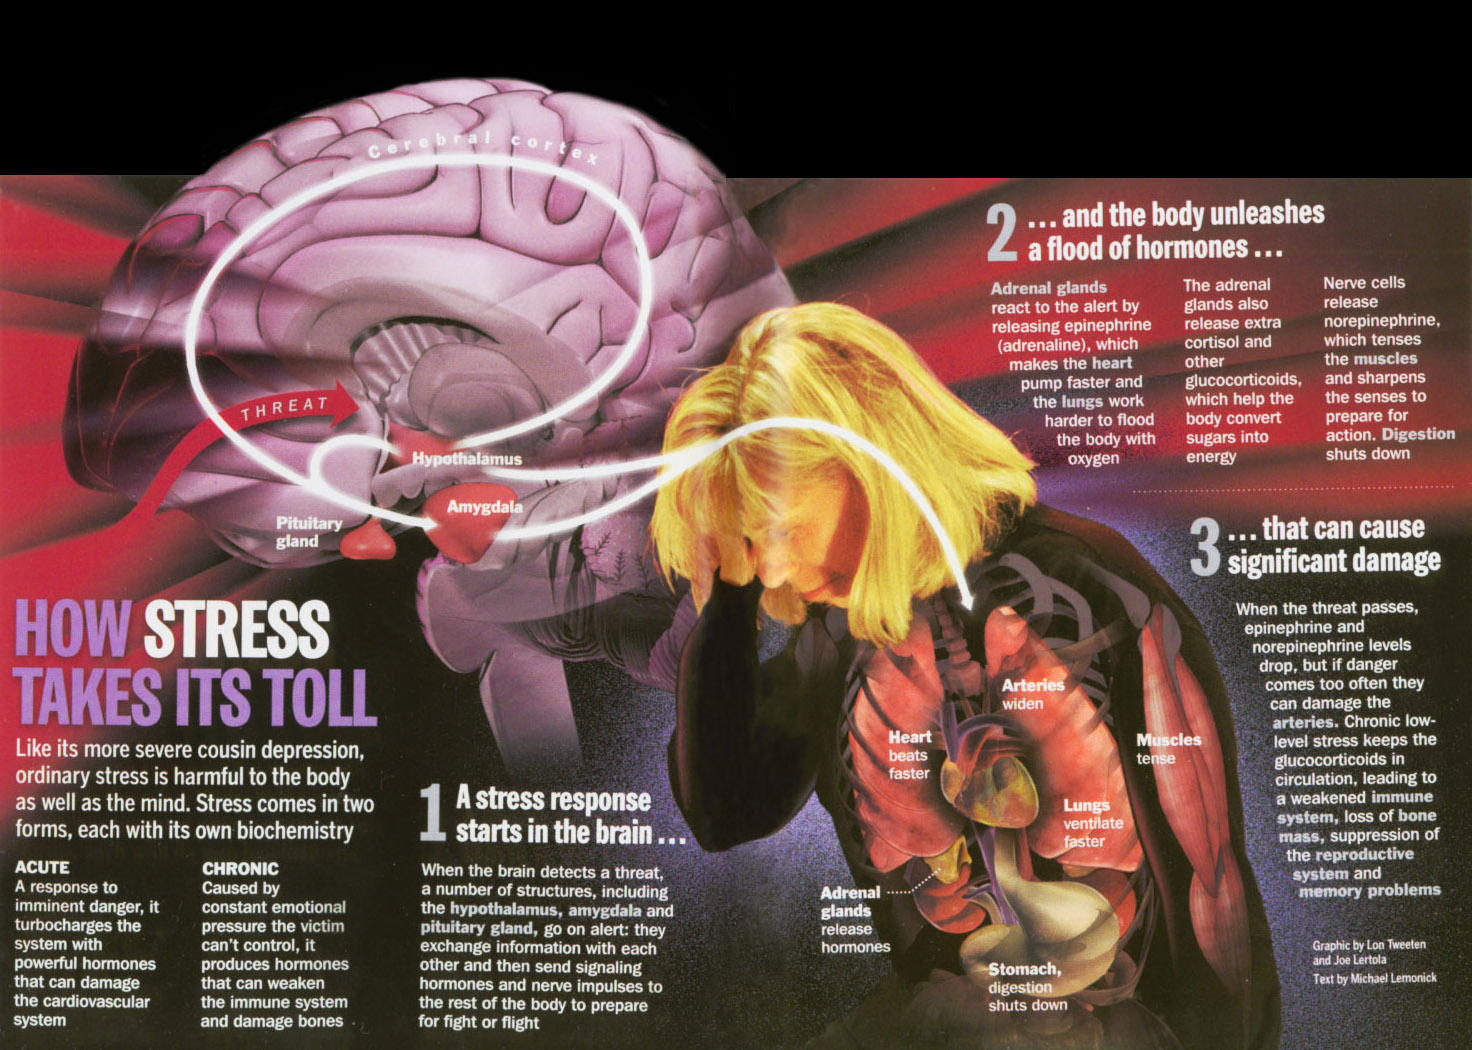 Cerebral cortex
THREAT
Hypothalamus
Amygdala
Pituitary
gland
HOW STRESS
TAKES ITS TOLL
Like its more severe cousin depression,
ordinary stress is harmful to the body
as well as the mind. Stress comes in two
forms, each with its own biochemistry
ACUTE
A response to
imminent danger, it
turbocharges the
system with
powerful hormones
that can damage
the cardiovascular
system
CHRONIC
Caused by
constant emotional
pressure the victim
can't control, it
produces hormones
that can weaken
the immune system
and damage bones
1 A stress response
starts in the brain ...
When the brain detects a threat,
a number of structures, including
the hypothalamus, amygdala and
pituitary gland, go on alert: they
exchange information with each
other and then send signaling
hormones and nerve impulses to
the rest of the body to prepare
for fight or flight
2 ... and the body unleashes
a flood of hormones ...
Adrenal glands
react to the alert by
releasing epinephrine
(adrenaline), which
makes the heart
pump faster and
the lungs work
harder to flood
the body with
oxygen
The adrenal
glands also
release extra
cortisol and
other
glucocorticoids,
which help the
body convert
sugars into
energy
Nerve cells
release
norepinephrine,
which tenses
the muscles
and sharpens
the senses to
prepare for
action. Digestion
shuts down
3 ... that can cause
significant damage
When the threat passes,
epinephrine and
norepinephrine levels
drop, but if danger
comes too often they
can damage the
arteries. Chronic low-
level stress keeps the
glucocorticoids in
circulation, leading to
a weakened immune
system, loss of bone
mass, suppression of
the reproductive
system and
memory problems
Arteries
widen
Heart
beats
faster
Muscles
tense
Lungs
ventilate
faster
Adrenal
glands
release
hormones
Stomach,
digestion
shuts down
Graphic by Lon Tweeten
and Joe Lertola
Text by Michael Lemonick